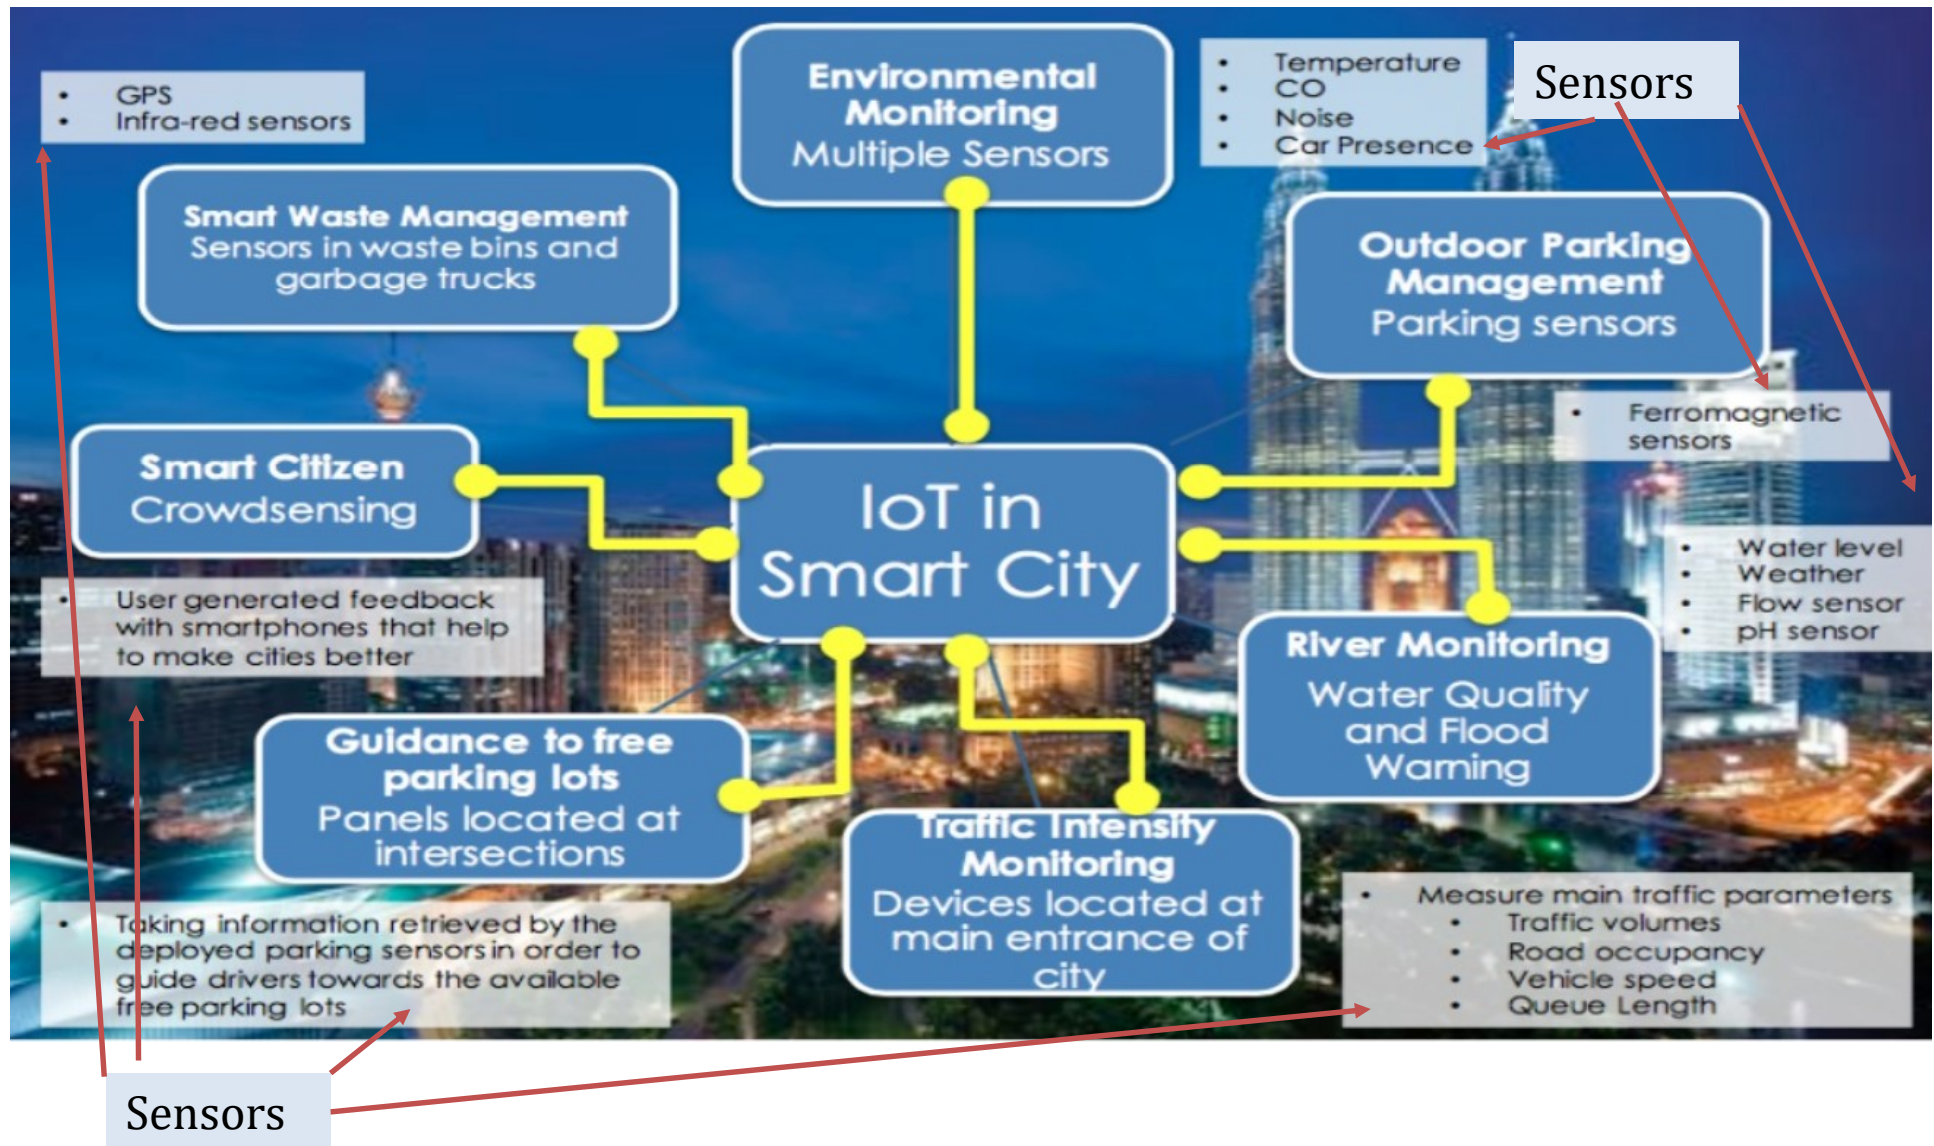 • GPS
• Infra-red sensors
Environmental
Monitoring
Multiple Sensors
• Temperature
• CO
• Noise
• Car Presence
Sensors
Smart Waste Management
Sensors in waste bins and
garbage trucks
Outdoor Parking
Management
Parking sensors
• Ferromagnetic
sensors
Smart Citizen
Crowdsensing
IoT in
Smart City
• Water level
• Weather
• Flow sensor
• pH sensor
• User generated feedback
with smartphones that help
to make cities better
River Monitoring
Water Quality
and Flood
Warning
Guidance to free
parking lots
Panels located at
intersections
Traffic Intensity
Monitoring
Devices located at
main entrance of
city
• Taking information retrieved by the
deployed parking sensors in order to
guide drivers towards the available
free parking lots
• Measure main traffic parameters
• Traffic volumes
• Road occupancy
• Vehicle speed
• Queue Length
Sensors